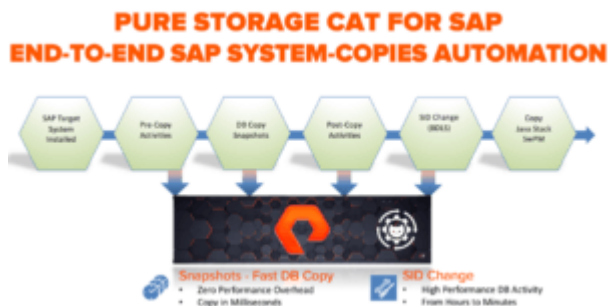 PURE STORAGE CAT FOR SAP
END-TO-END SAP SYSTEM-COPIES AUTOMATION
SAP Target
System
Installed
Pre-Copy
Activities
DB Copy
Snapshots
Post-Copy
Activities
SID Change
(BDLS)
Copy
Java Stack
SWPM
Snapshots - Fast DB Copy
• Zero Performance Overhead
• Copy in Milliseconds
SID Change
• High Performance DB Activity
• From Hours to Minutes